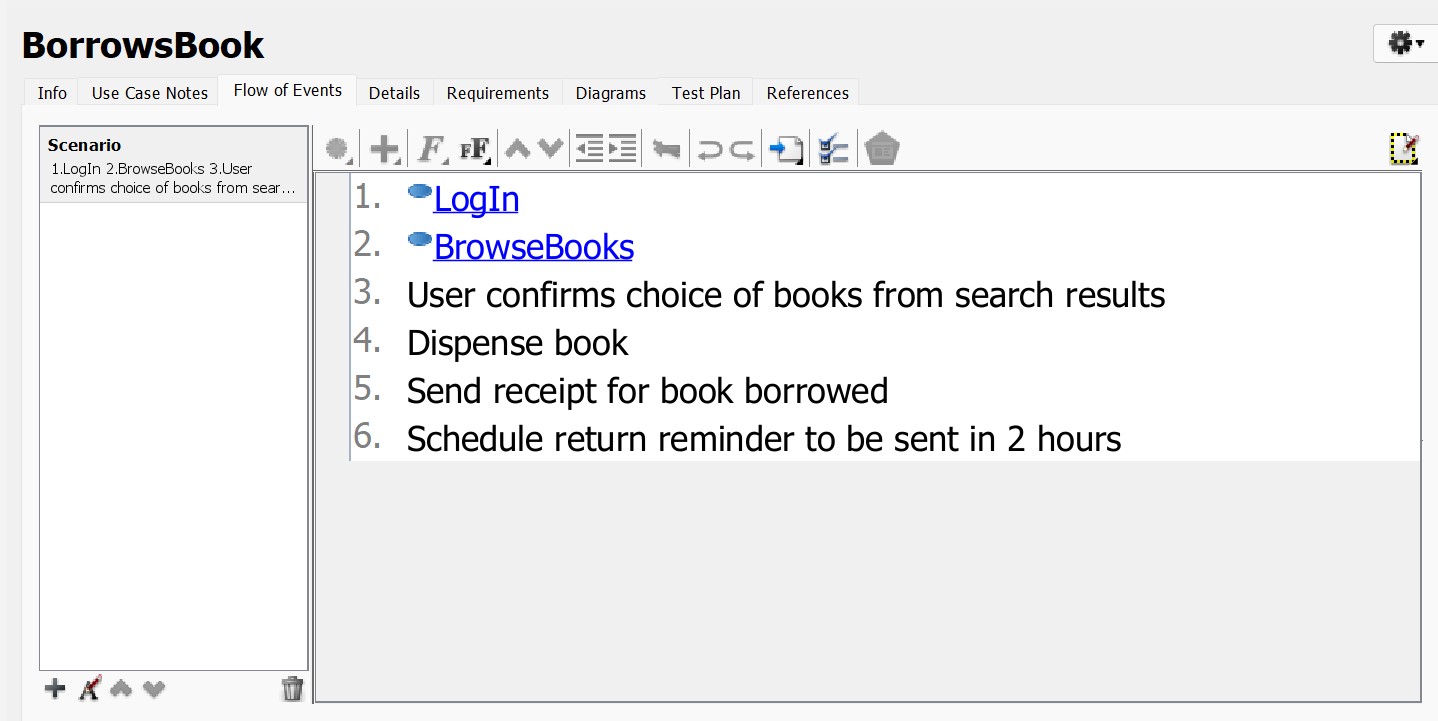 BorrowsBook
Info Use Case Notes Flow of Events Details Requirements Diagrams Test Plan References
Scenario
1.LogIn 2.BrowseBooks 3.User
confirms choice of books from sear...
1. LogIn
2. BrowseBooks
3. User confirms choice of books from search results
4. Dispense book
5. Send receipt for book borrowed
6. Schedule return reminder to be sent in 2 hours